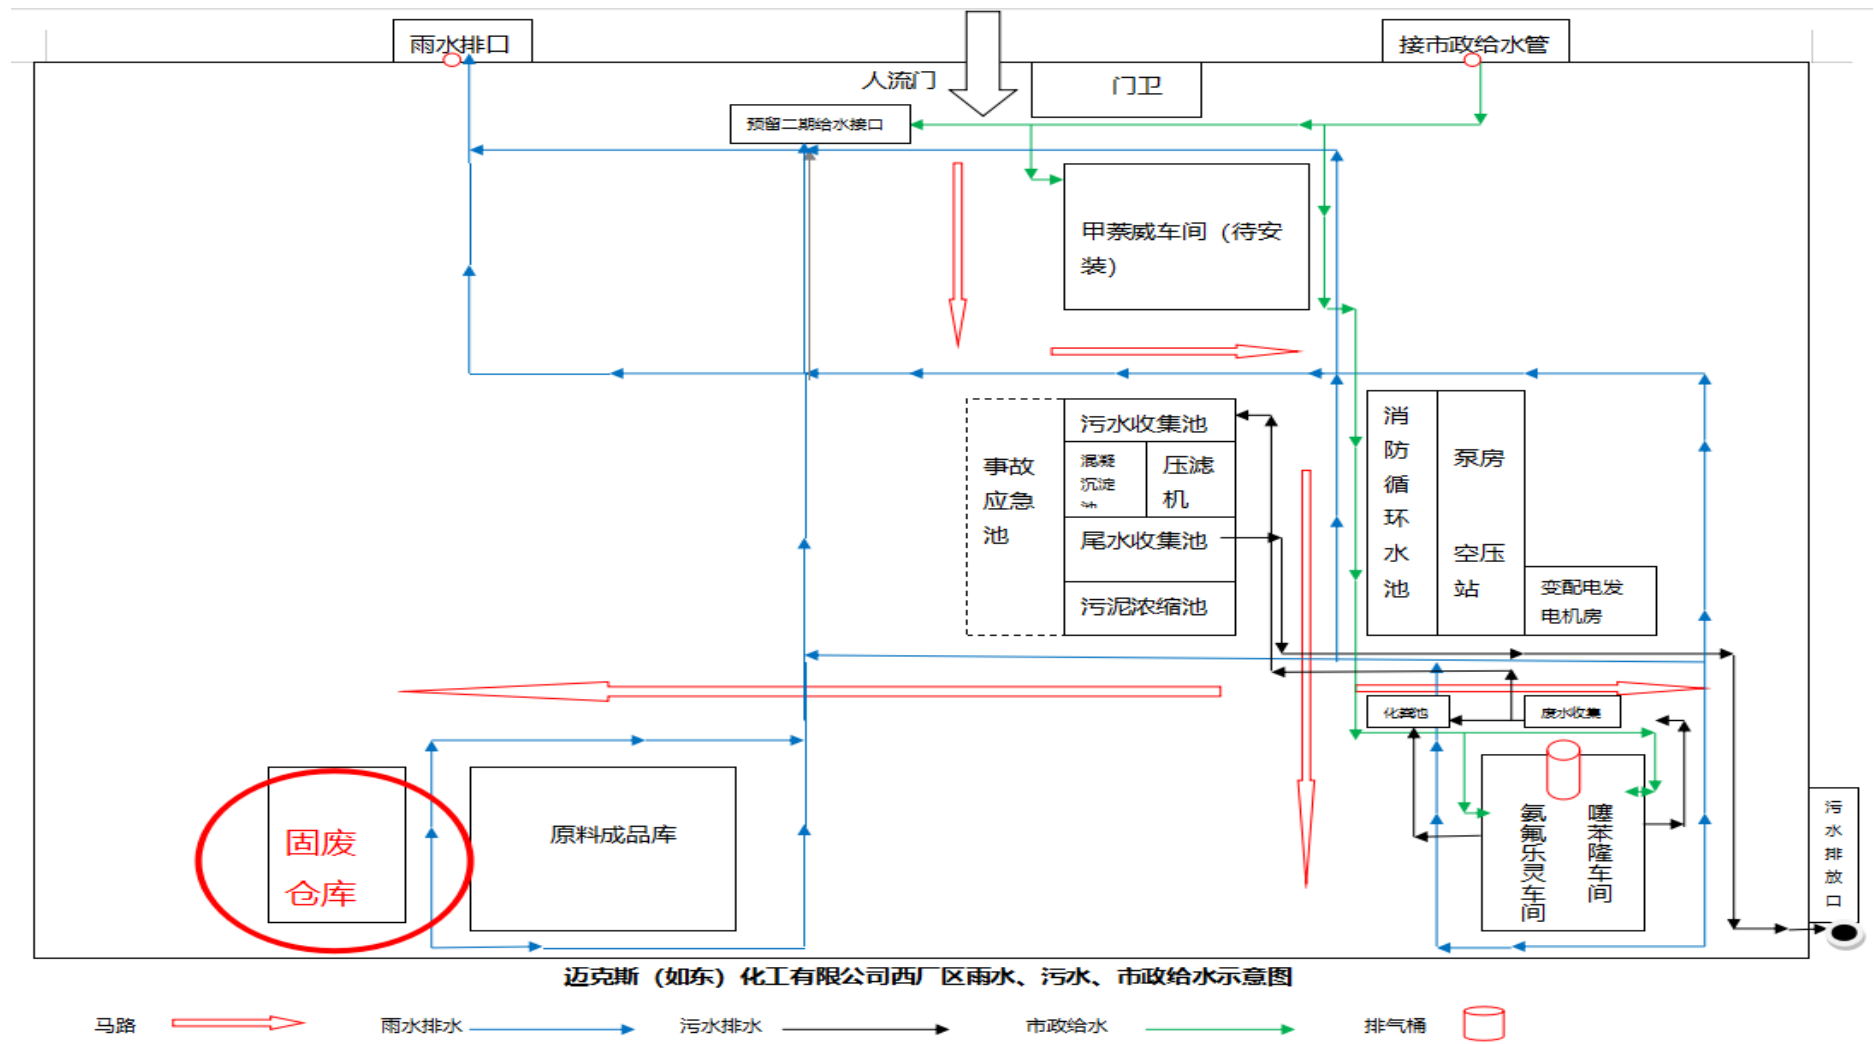 雨水排口
接市政给水管
人流门
门卫
预留二期给水接口
甲萘威车间（待安
装）
污水收集池
混凝
沉淀
压滤
机
事故
应急
池
尾水收集池
污泥浓缩池
消
防
循
环
水
池
泵房
空压
站
变配电发
电机房
化粪池
废水收集
固废
仓库
原料成品库
氨氟乐灵车间
噻苯隆车间
污
水
排
放
口
迈克斯（如东）化工有限公司西厂区雨水、污水、市政给水示意图
马路
雨水排水
污水排水
市政给水
排气桶